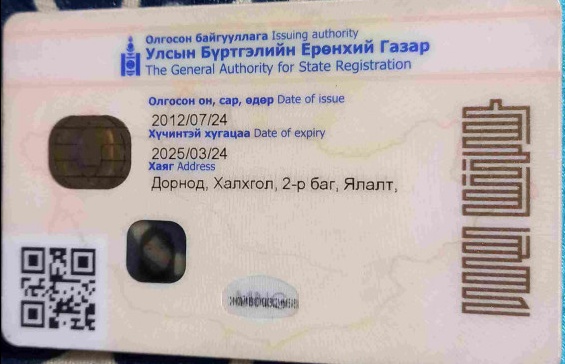 Олгосон байгууллага Issuing authority
Улсын Бүртгэлийн Ерөнхий Газар
The General Authority for State Registration
Олгосон он, сар, өдөр Date of issue
2012/07/24
Хүчинтэй хугацаа Date of expiry
2025/03/24
Хаяг Address
Дорнод, Халхгол, 2-р баг, Ялалт,